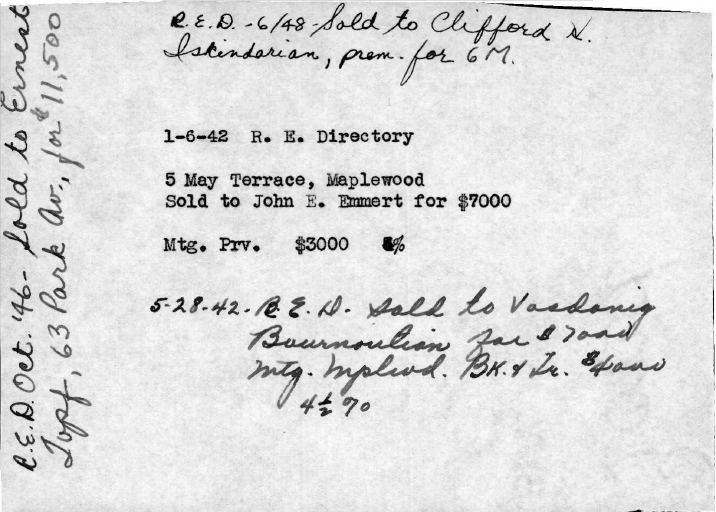 R.E.D. - 6/48 - Sold to Clifford N.
Iskendarian, prem. for 6M.
1-6-42 R. E. Directory
5 May Terrace, Maplewood
Sold to John E. Emmert for $7000
Mtg. Prv. $3000 %
5-28-42. R.E.D. Sold to Vosdanig
Bournoutian for $7000
Mtg. Mplwd. BK. & Tr. $4000
4½%
R.E.D. Oct. '46 - Sold to Ernest
Topf, 63 Park Av., for $11,500